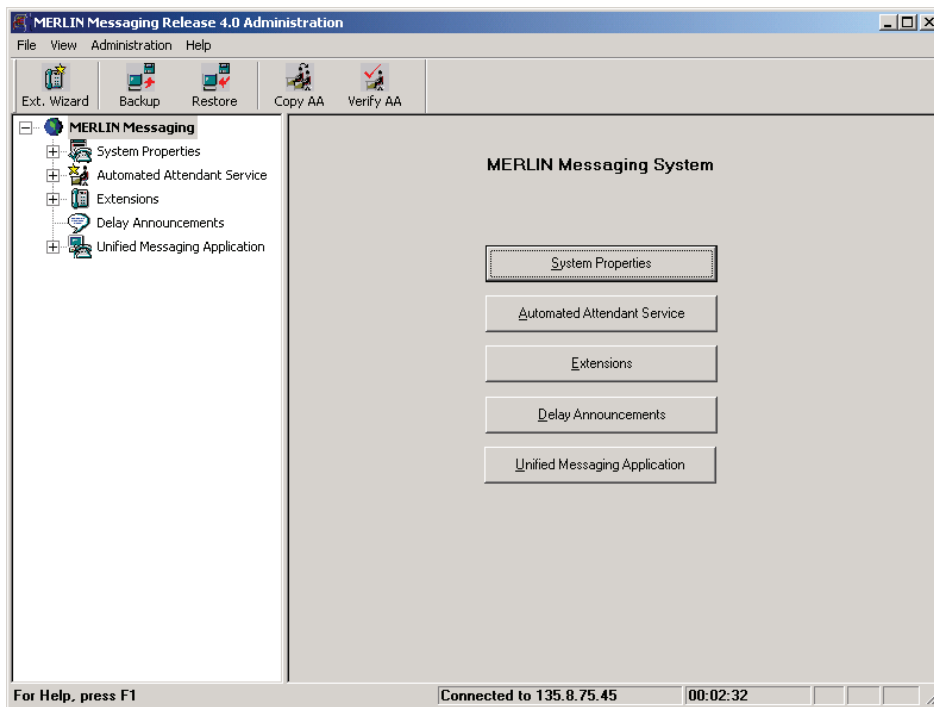 MERLIN Messaging Release 4.0 Administration
File View Administration Help
Ext. Wizard Backup Restore Copy AA Verify AA
MERLIN Messaging
System Properties
Automated Attendant Service
Extensions
Delay Announcements
Unified Messaging Application
MERLIN Messaging System
System Properties
Automated Attendant Service
Extensions
Delay Announcements
Unified Messaging Application
For Help, press F1 Connected to 135.8.75.45 00:02:32